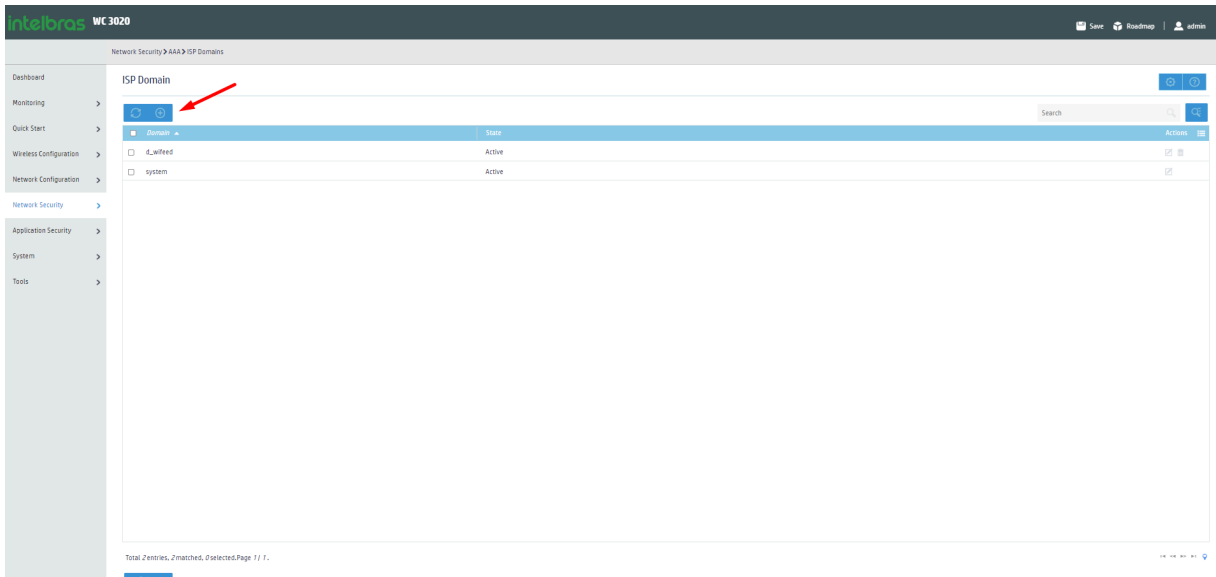 intelbras WC 3020
Save Roadmap admin
Network Security > AAA > ISP Domains
Dashboard
Monitoring
Quick Start
Wireless Configuration
Network Configuration
Network Security
Application Security
System
Tools
ISP Domain
Search
Domain State Actions
d_wifeed Active
system Active
Total 2 entries, 2 matched, 0 selected.Page 1 / 1 .